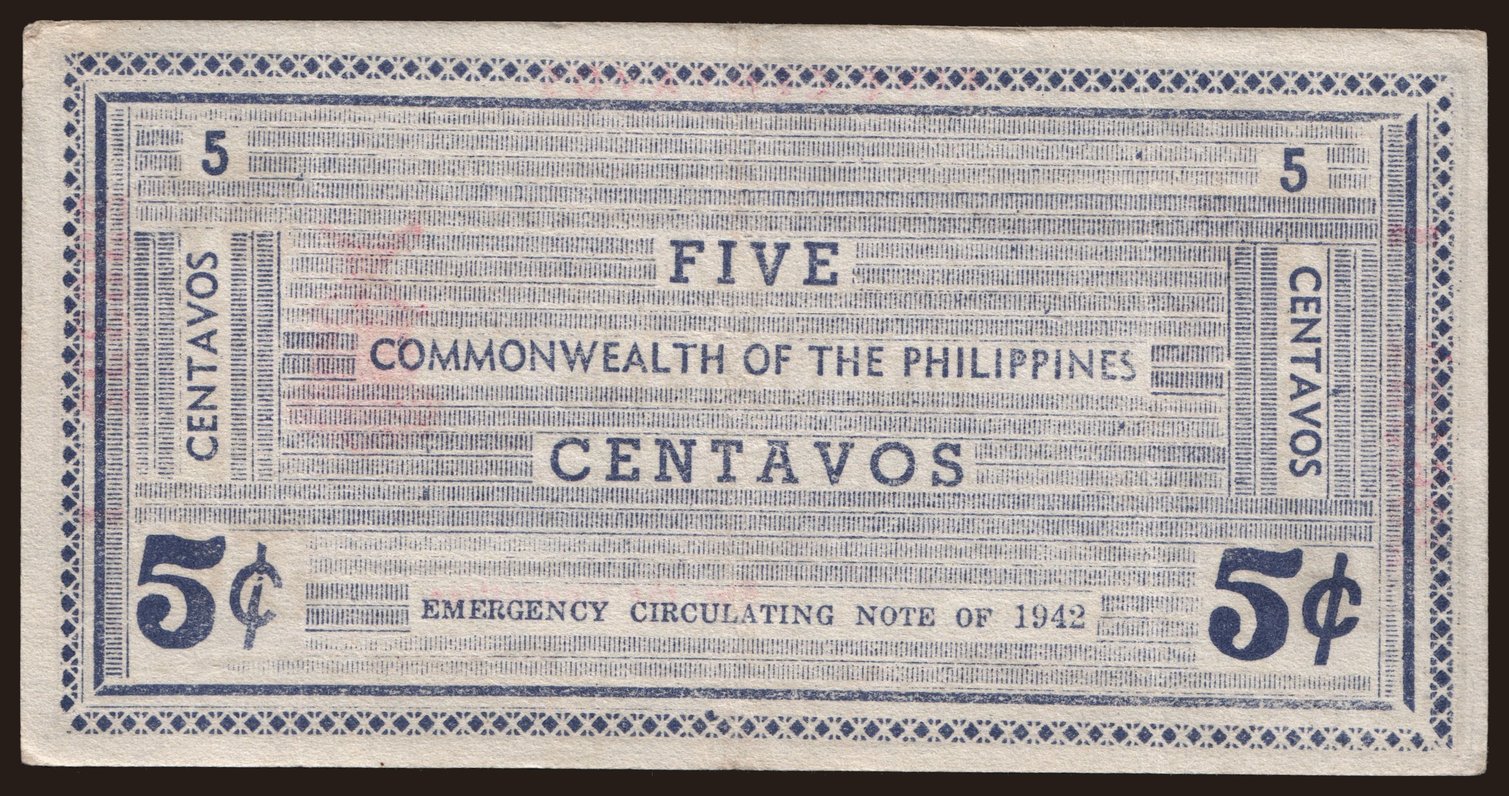 5
5
FIVE
CENTAVOS
CENTAVOS
COMMONWEALTH OF THE PHILIPPINES
CENTAVOS
5¢
5¢
EMERGENCY CIRCULATING NOTE OF 1942